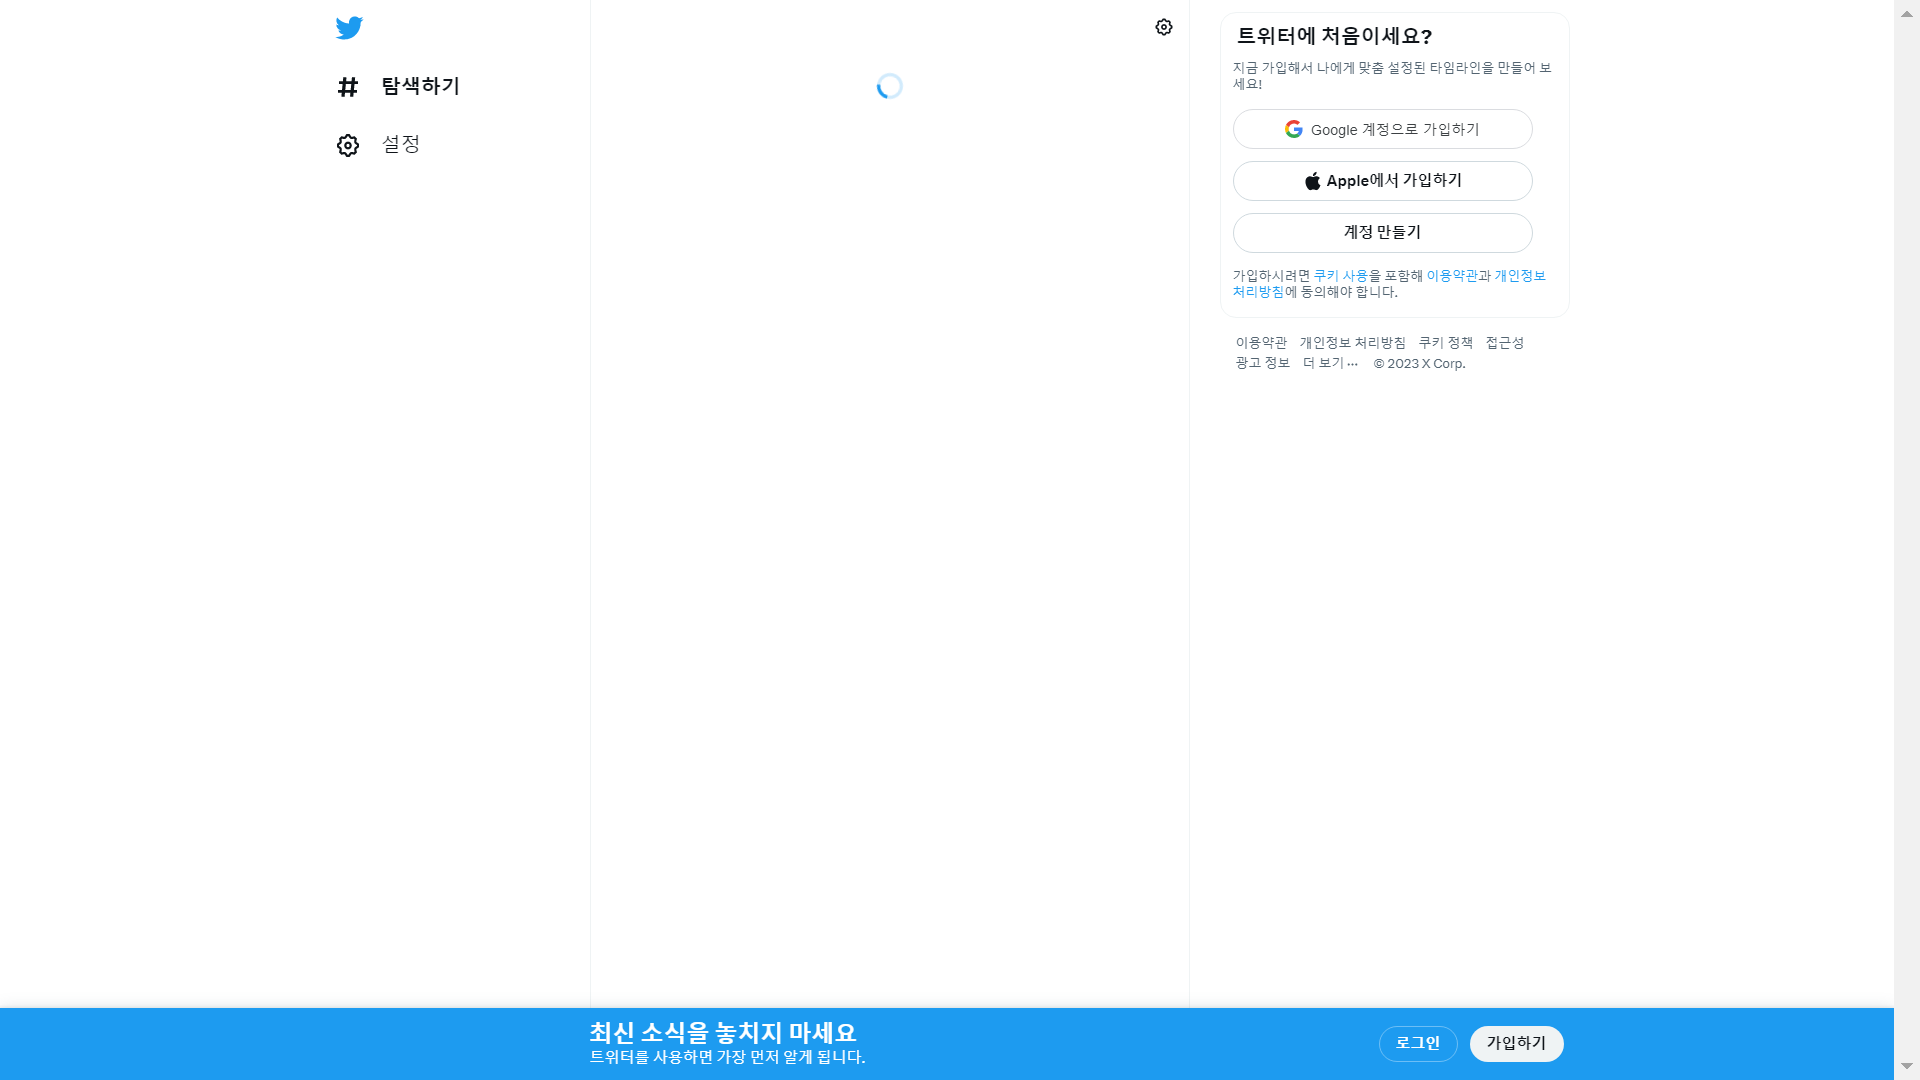 탐색하기
설정
트위터에 처음이세요?
지금 가입해서 나에게 맞춤 설정된 타임라인을 만들어 보
세요!
Google 계정으로 가입하기
Apple에서 가입하기
계정 만들기
가입하시려면 쿠키 사용을 포함해 이용약관과 개인정보
처리방침에 동의해야 합니다.
이용약관 개인정보 처리방침 쿠키 정책 접근성
광고 정보 더 보기 ··· © 2023 X Corp.
최신 소식을 놓치지 마세요
트위터를 사용하면 가장 먼저 알게 됩니다.
로그인 가입하기